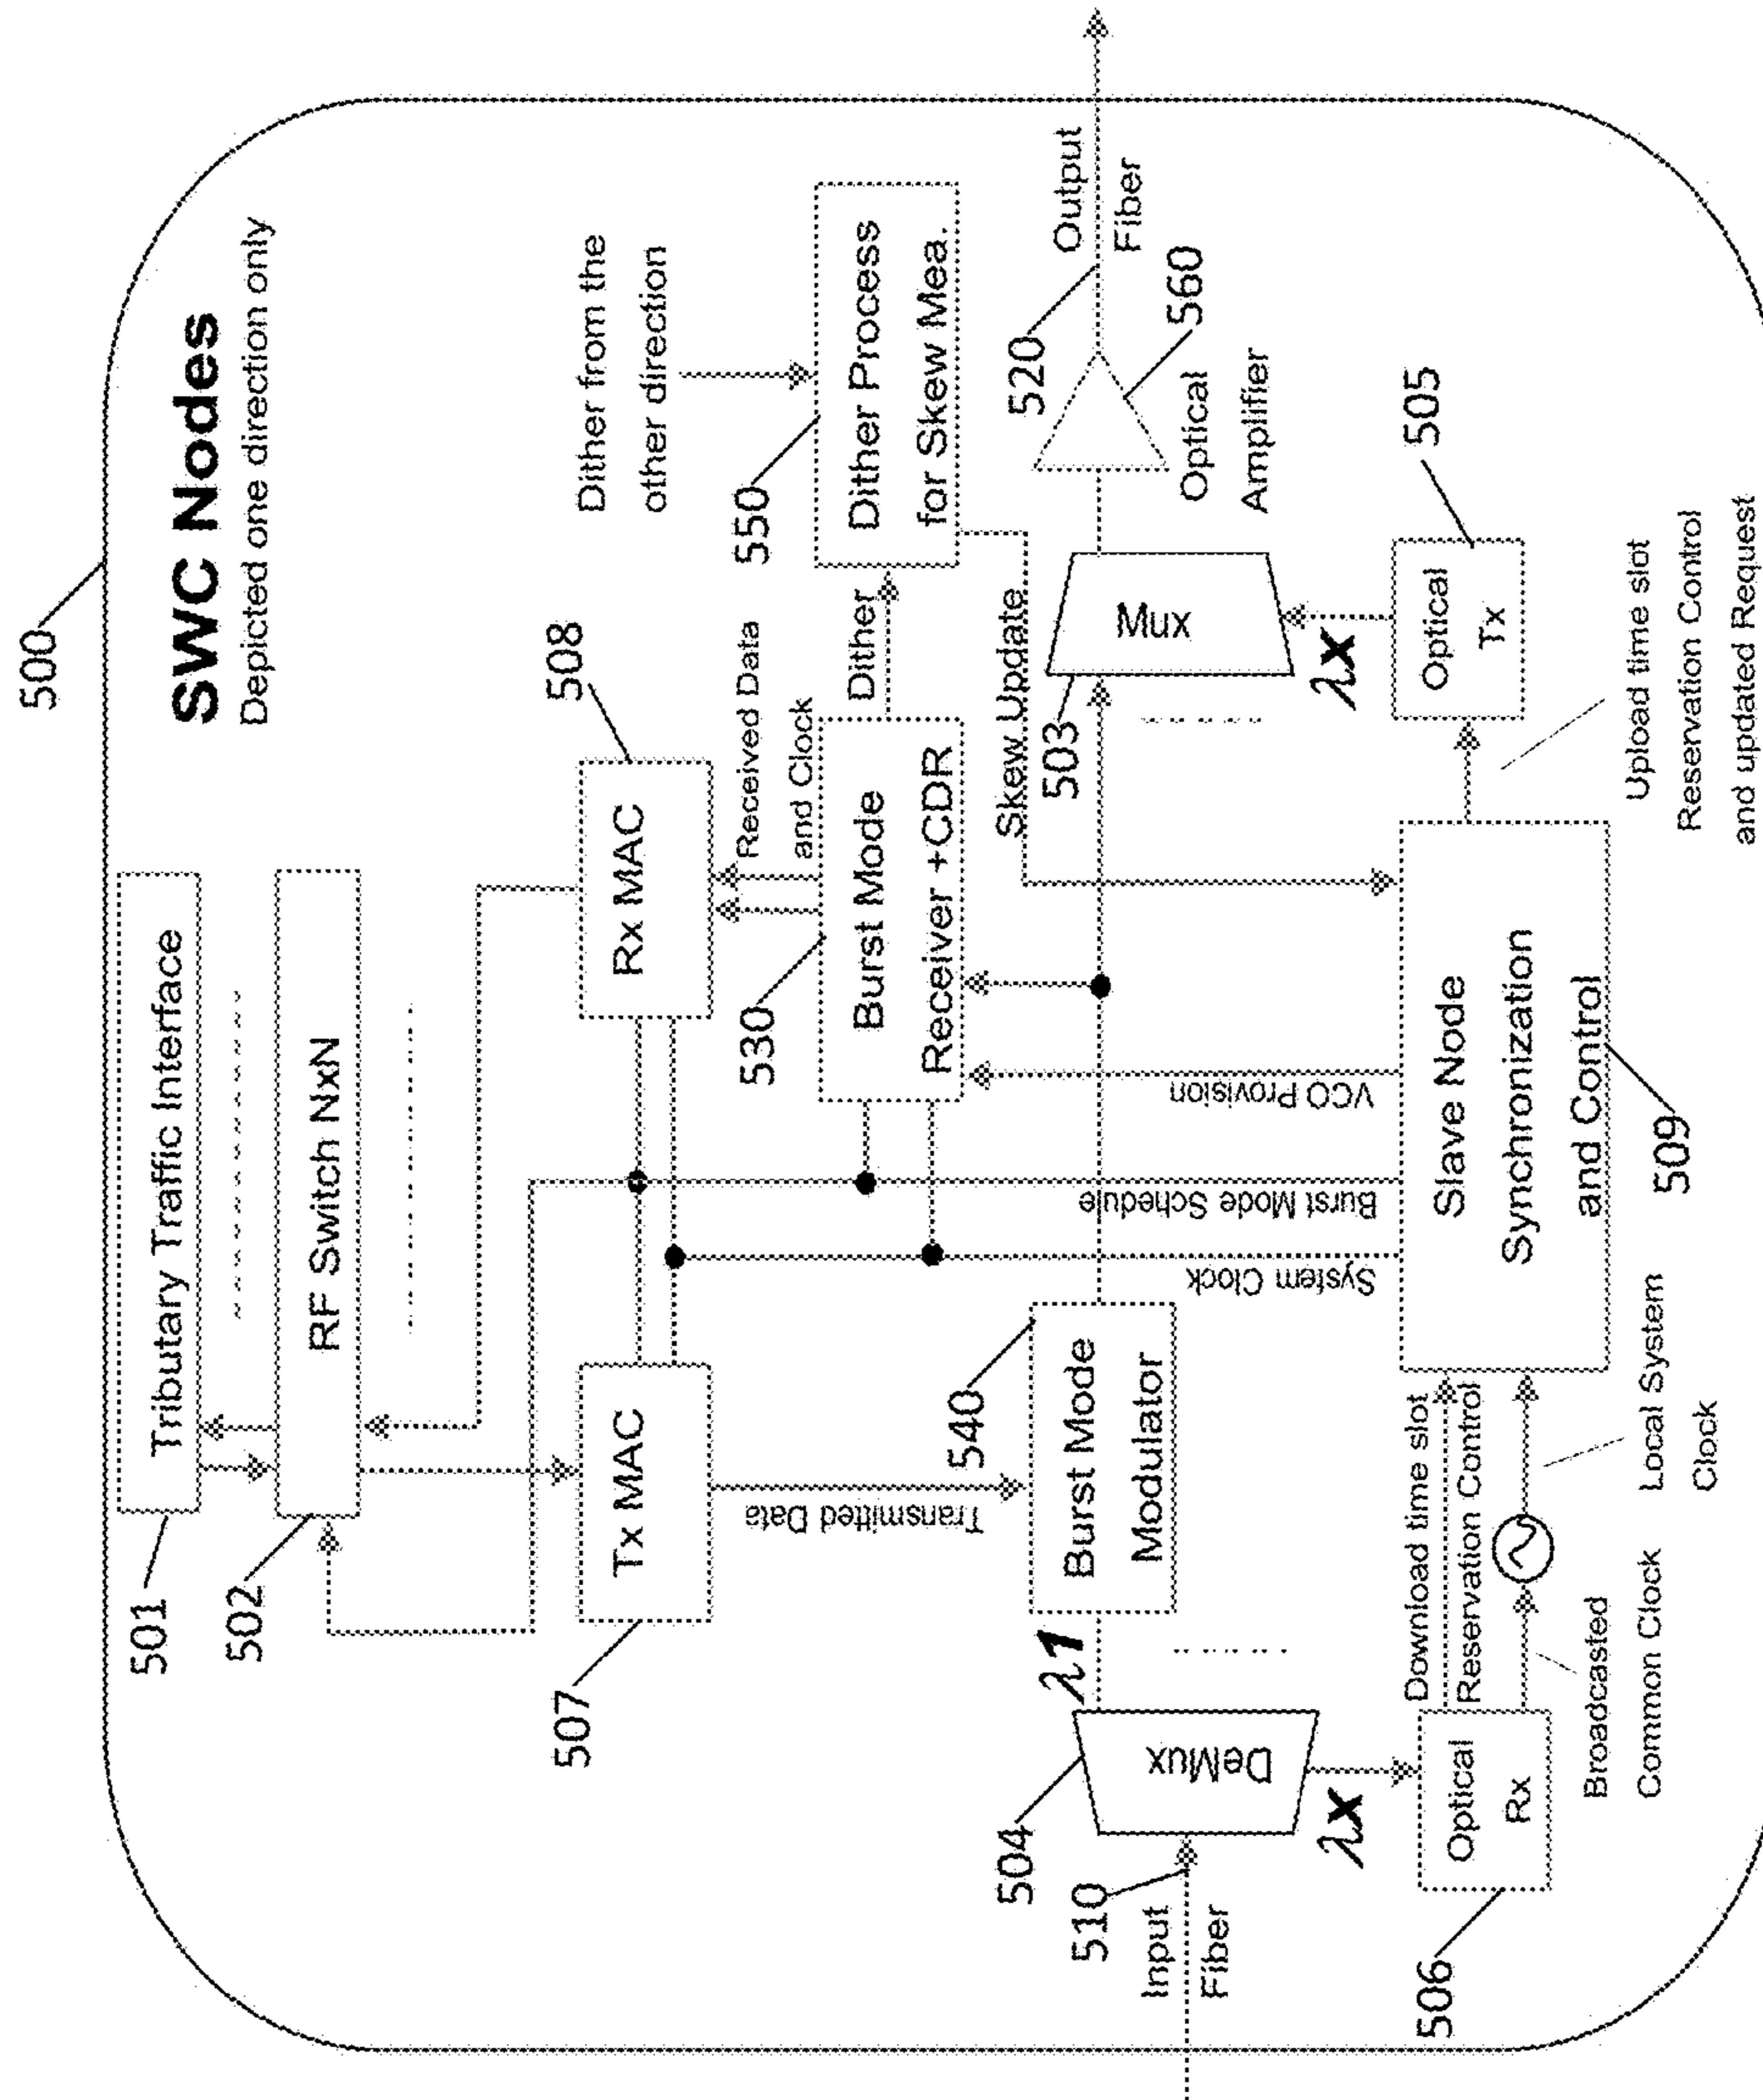 500
SWC Nodes
Depicted one direction only
501
Tributary Traffic Interface
502
RF Switch NxN
507
Tx MAC
508
Rx MAC
Dither from the
other direction
Transmitted Data
Received Data
and Clock
530
Burst Mode
Receiver +CDR
Dither
550
Dither Process
for Skew Mea.
540
Burst Mode
Modulator
Skew Update
504
510
Input
Fiber
DeMux
λ1
λx
System Clock
Burst Mode Schedule
VCO Provision
503
Mux
λx
520
Output
Fiber
560
Optical
Amplifier
506
Optical
Rx
Download time slot
Reservation Control
Broadcasted
Common Clock
Local System
Clock
Slave Node
Synchronization
and Control
509
505
Optical
Tx
Upload time slot
Reservation Control
and updated Request